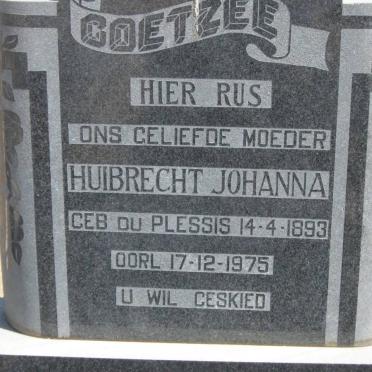 COETZEE
HIER RUS
ONS GELIEFDE MOEDER
HUIBRECHT JOHANNA
GEB DU PLESSIS 14-4-1893
OORL 17-12-1975
U WIL GESKIED